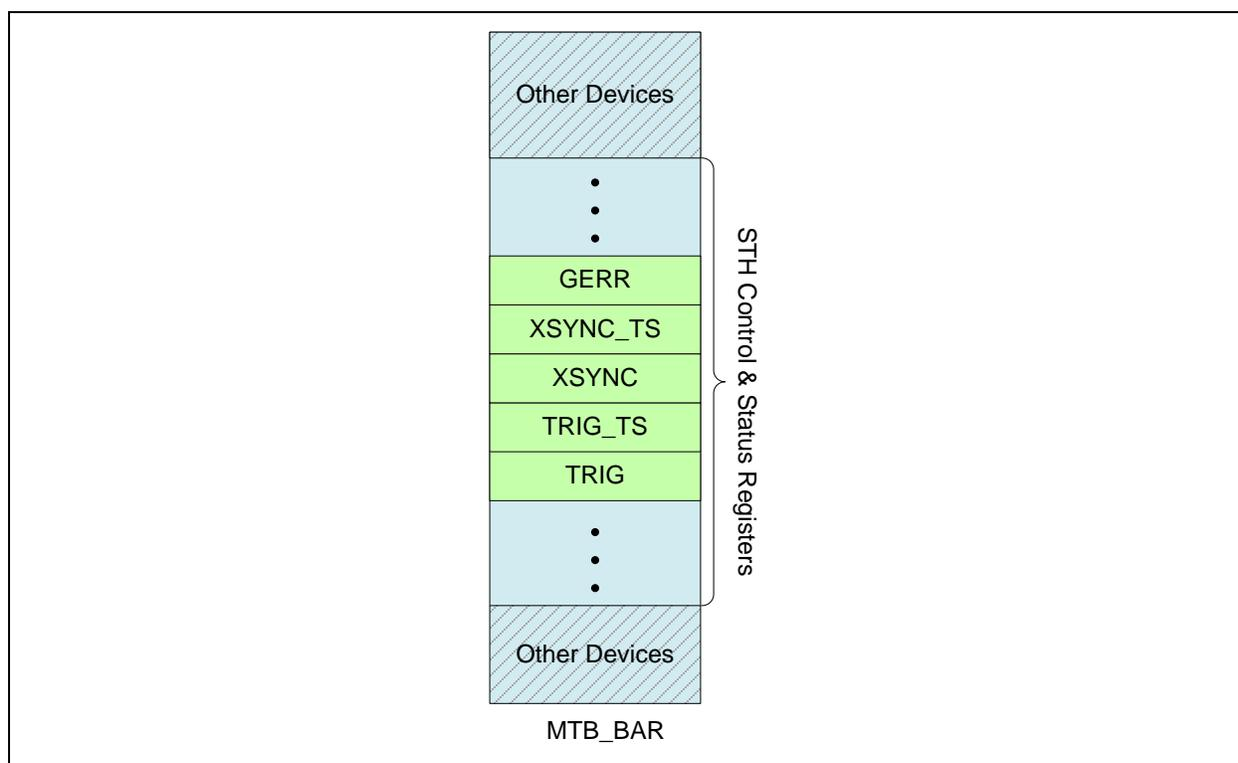 Other Devices
GERR
XSYNC_TS
XSYNC
TRIG_TS
TRIG
STH Control & Status Registers
Other Devices
MTB_BAR